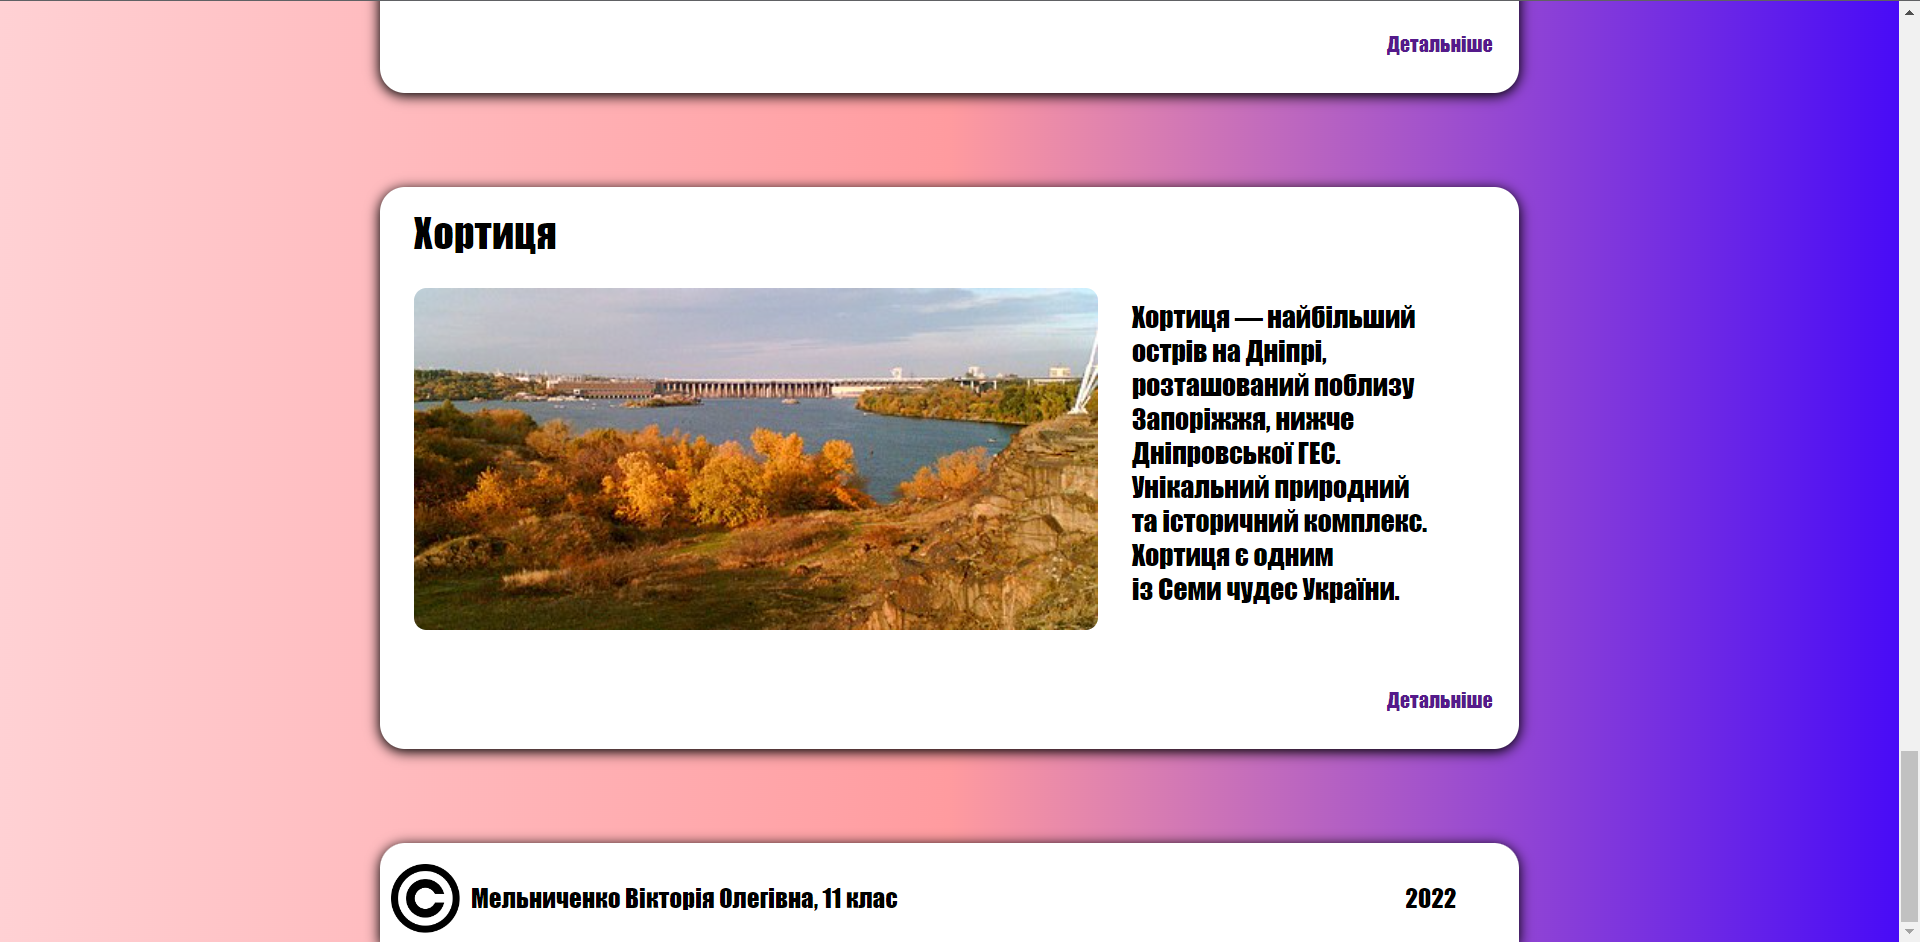 Детальніше
Хортиця
Хортиця — найбільший
острів на Дніпрі,
розташований поблизу
Запоріжжя, нижче
Дніпровської ГЕС.
Унікальний природний
та історичний комплекс.
Хортиця є одним
із Семи чудес України.
Детальніше
© Мельниченко Вікторія Олегівна, 11 клас
2022